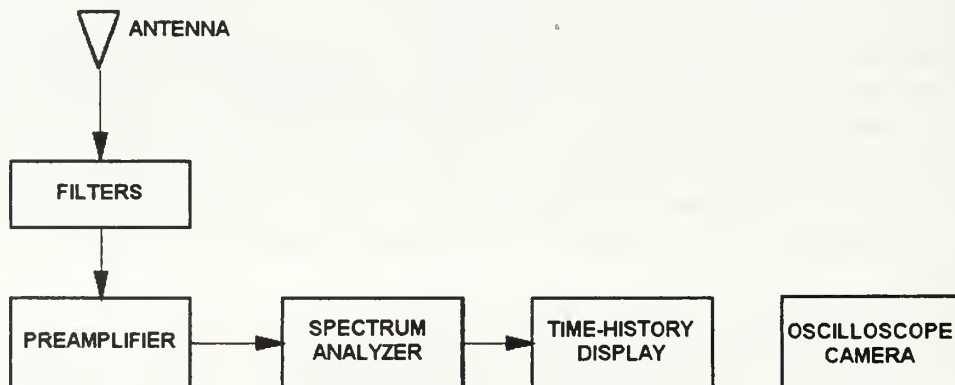 ANTENNA
FILTERS
PREAMPLIFIER
SPECTRUM
ANALYZER
TIME-HISTORY
DISPLAY
OSCILLOSCOPE
CAMERA